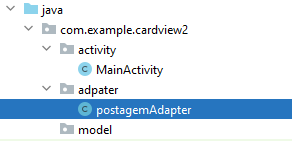 java
com.example.cardview2
activity
MainActivity
adpater
postagemAdapter
model